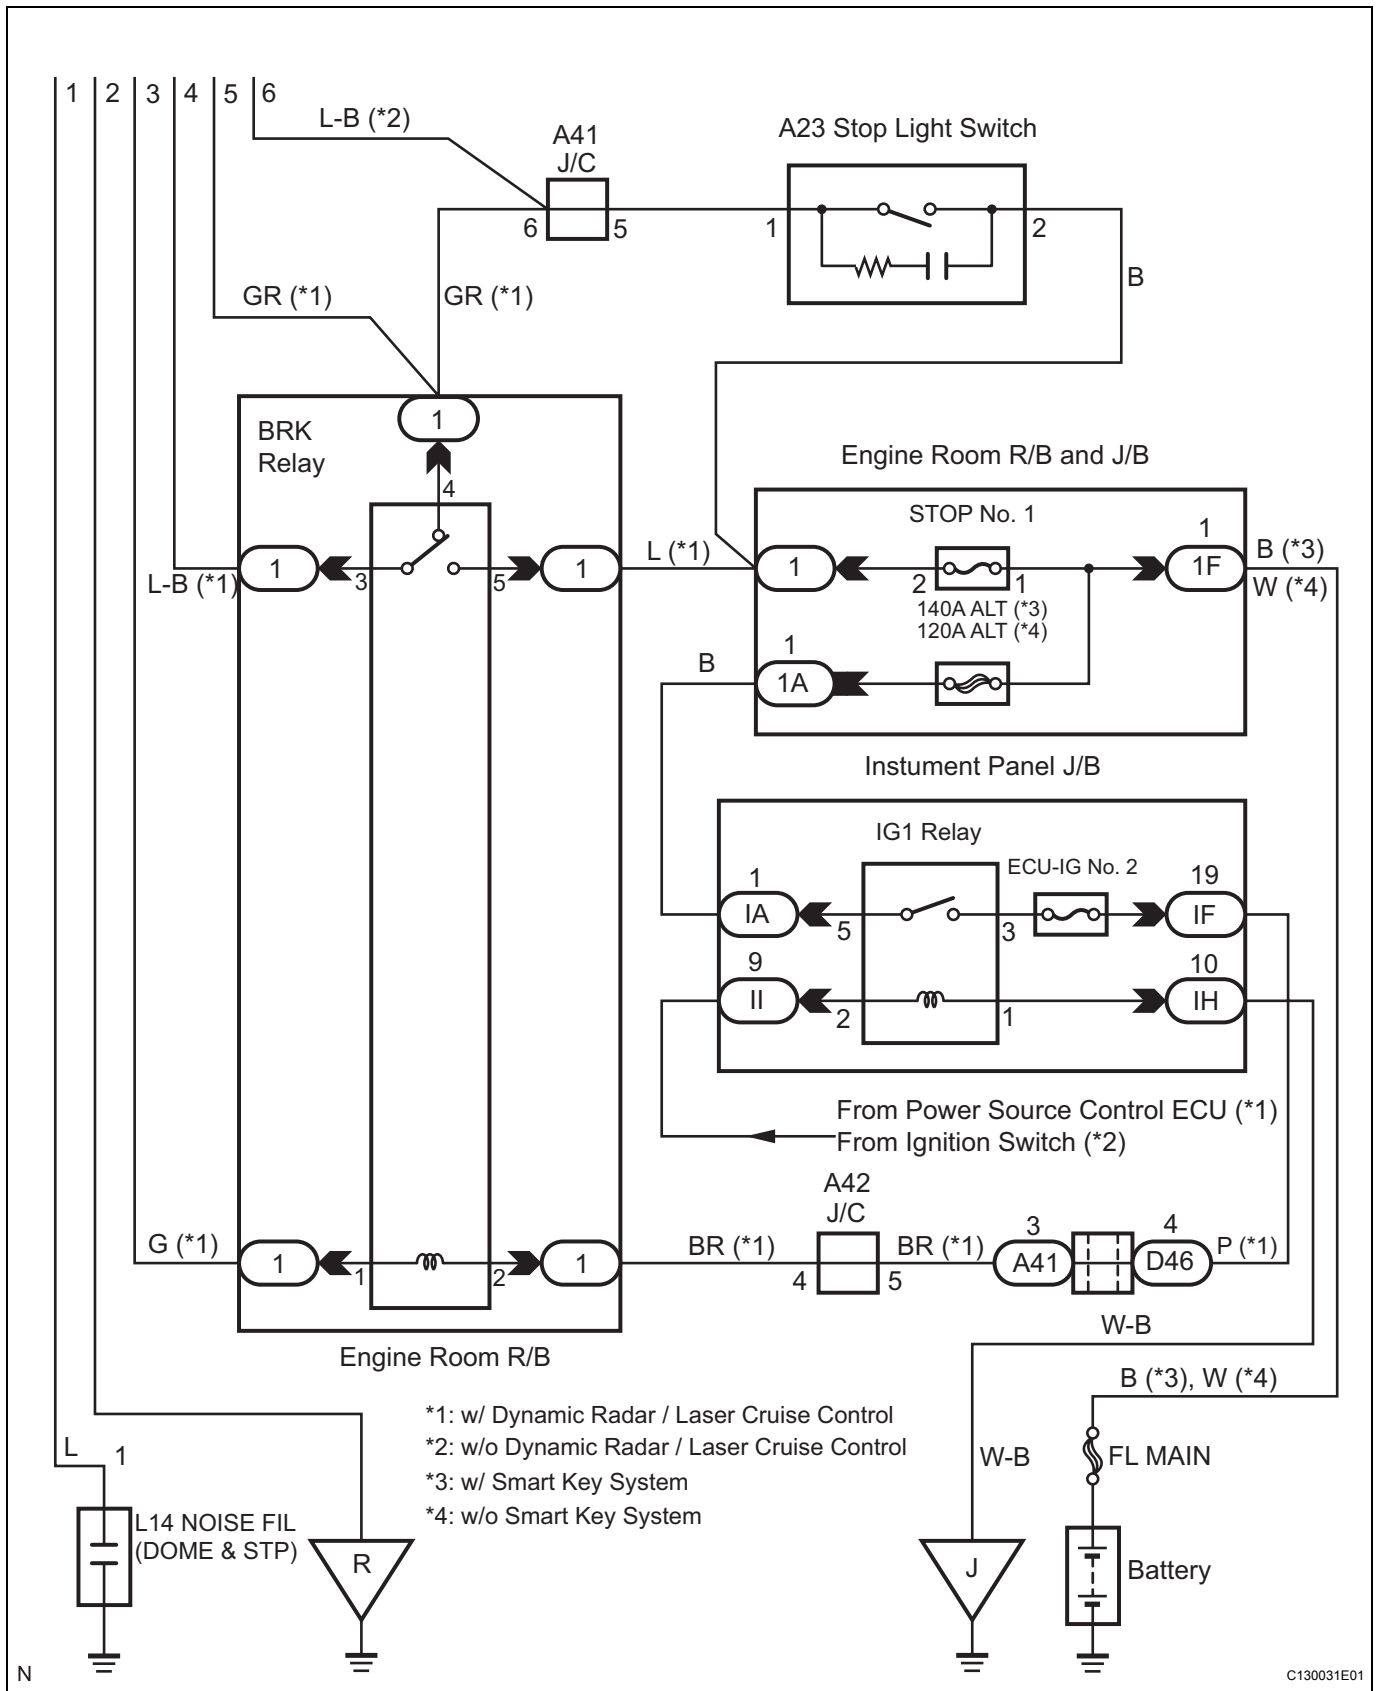 1 2 3 4 5 6
L-B (*2)
A41
J/C
A23 Stop Light Switch
6 5
1 2
B
GR (*1)
GR (*1)
BRK
Relay
1
4
Engine Room R/B and J/B
STOP No. 1
L-B (*1)
1
3
5
1
L (*1)
1
2
1
1
1F
B (*3)
W (*4)
140A ALT (*3)
120A ALT (*4)
B
1
1A
Instument Panel J/B
IG1 Relay
ECU-IG No. 2
1
IA
5
3
19
IF
9
II
2
1
10
IH
From Power Source Control ECU (*1)
From Ignition Switch (*2)
G (*1)
1
1
2
1
BR (*1)
A42
J/C
4 5
BR (*1)
3
A41
4
D46
P (*1)
Engine Room R/B
W-B
B (*3), W (*4)
*1: w/ Dynamic Radar / Laser Cruise Control
*2: w/o Dynamic Radar / Laser Cruise Control
*3: w/ Smart Key System
*4: w/o Smart Key System
L 1
W-B
FL MAIN
L14 NOISE FIL
(DOME & STP)
R
J
Battery
N
C130031E01